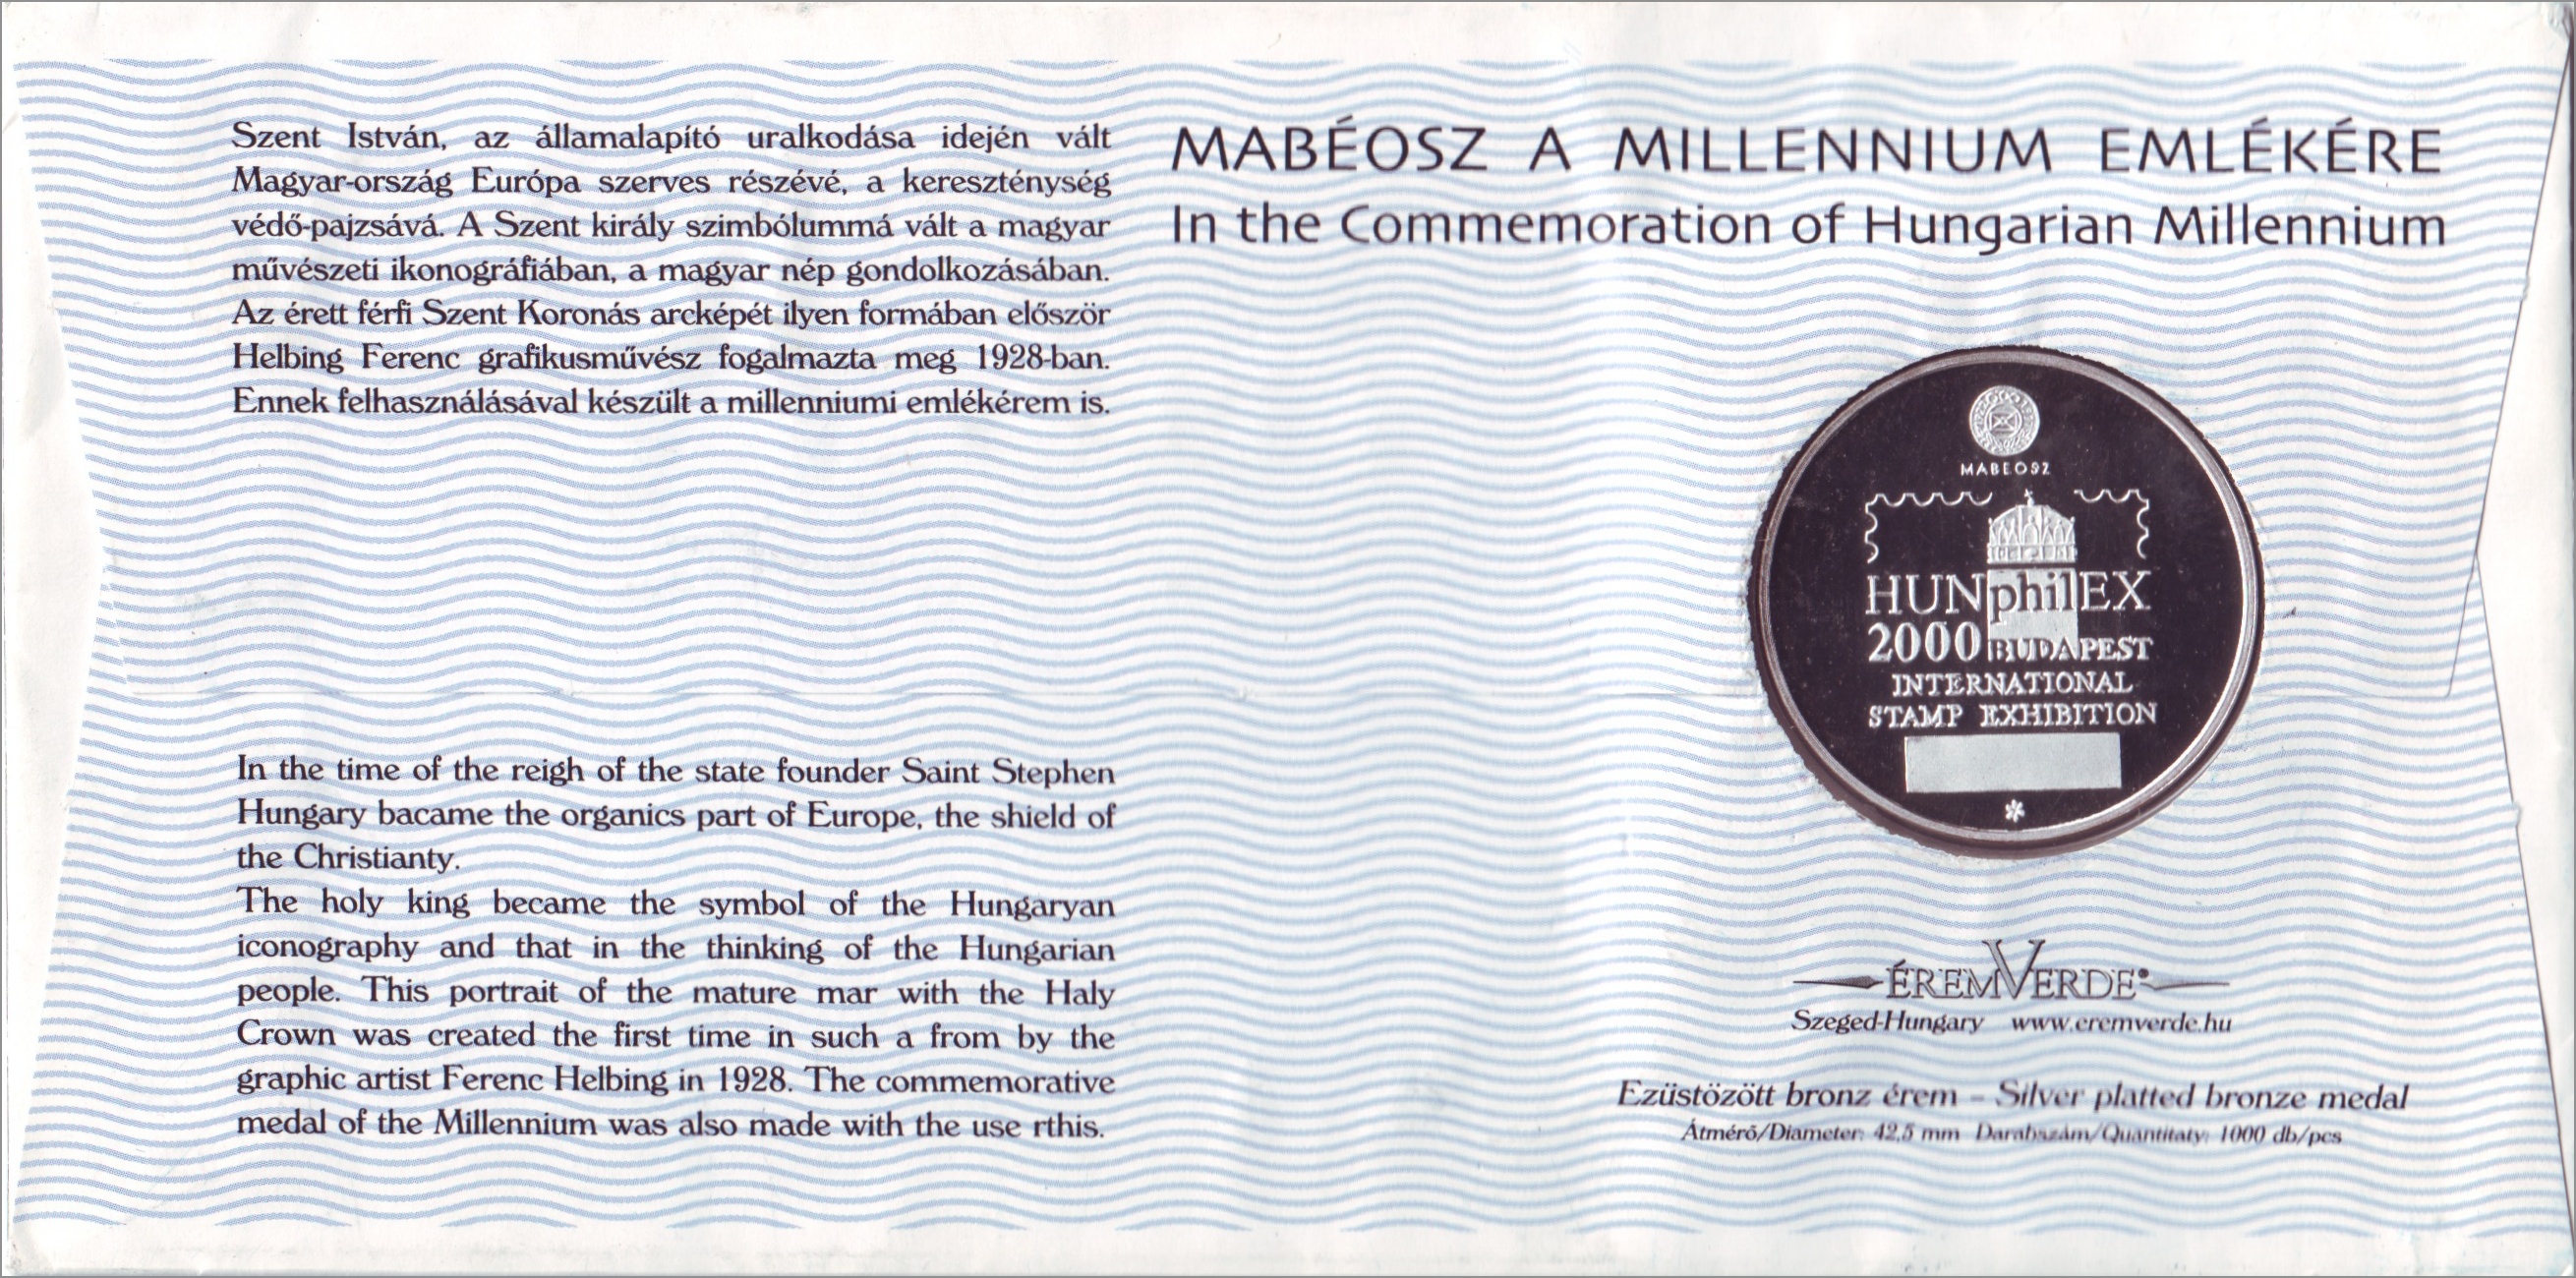 Szent István, az államalapító uralkodása idején vált
Magyar-ország Európa szerves részévé, a kereszténység
védő-pajzsává. A Szent király szimbólummá vált a magyar
művészeti ikonográfiában, a magyar nép gondolkozásában.
Az érett férfi Szent Koronás arcképét ilyen formában először
Helbing Ferenc grafikusművész fogalmazta meg 1928-ban.
Ennek felhasználásával készült a millenniumi emlékérem is.
In the time of the reigh of the state founder Saint Stephen
Hungary bacame the organics part of Europe, the shield of
the Christianty.
The holy king became the symbol of the Hungaryan
iconography and that in the thinking of the Hungarian
people. This portrait of the mature mar with the Haly
Crown was created the first time in such a from by the
graphic artist Ferenc Helbing in 1928. The commemorative
medal of the Millennium was also made with the use rthis.
MABÉOSZ A MILLENNIUM EMLÉKÉRE
In the Commemoration of Hungarian Millennium
MABÉOSZ
HUNphilEX
2000 BUDAPEST
INTERNATIONAL
STAMP EXHIBITION
ÉREMVERDE
Szeged-Hungary www.eremverde.hu
Ezüstözött bronz érem - Silver platted bronze medal
Átmérő/Diameter: 42,5 mm Darabszám/Quantitaty: 1000 db/pcs